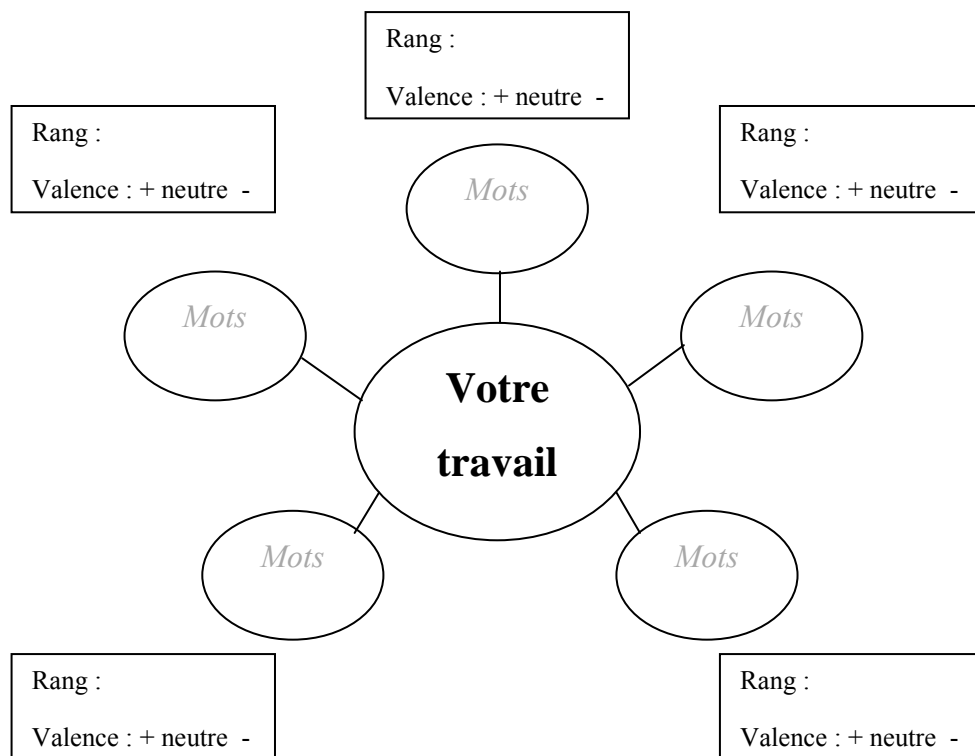 Rang :
Valence : + neutre -
Rang :
Valence : + neutre -
Rang :
Valence : + neutre -
Mots
Mots
Mots
Votre
travail
Mots
Mots
Rang :
Valence : + neutre -
Rang :
Valence : + neutre -